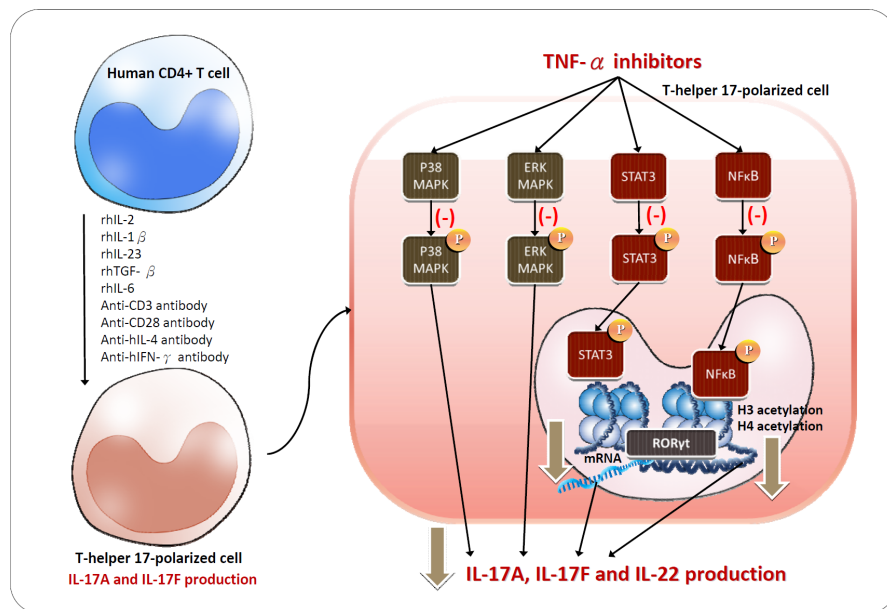 Human CD4+ T cell
rhIL-2
rhIL-1 β
rhIL-23
rhTGF- β
rhIL-6
Anti-CD3 antibody
Anti-CD28 antibody
Anti-hIL-4 antibody
Anti-hIFN- γ antibody
T-helper 17-polarized cell
IL-17A and IL-17F production
TNF- α inhibitors
T-helper 17-polarized cell
P38
MAPK
ERK
MAPK
STAT3
NFκB
(-)
(-)
(-)
(-)
P38
MAPK
P
ERK
MAPK
P
STAT3
P
NFκB
P
STAT3
P
NFκB
P
H3 acetylation
H4 acetylation
RORγt
mRNA
IL-17A, IL-17F and IL-22 production